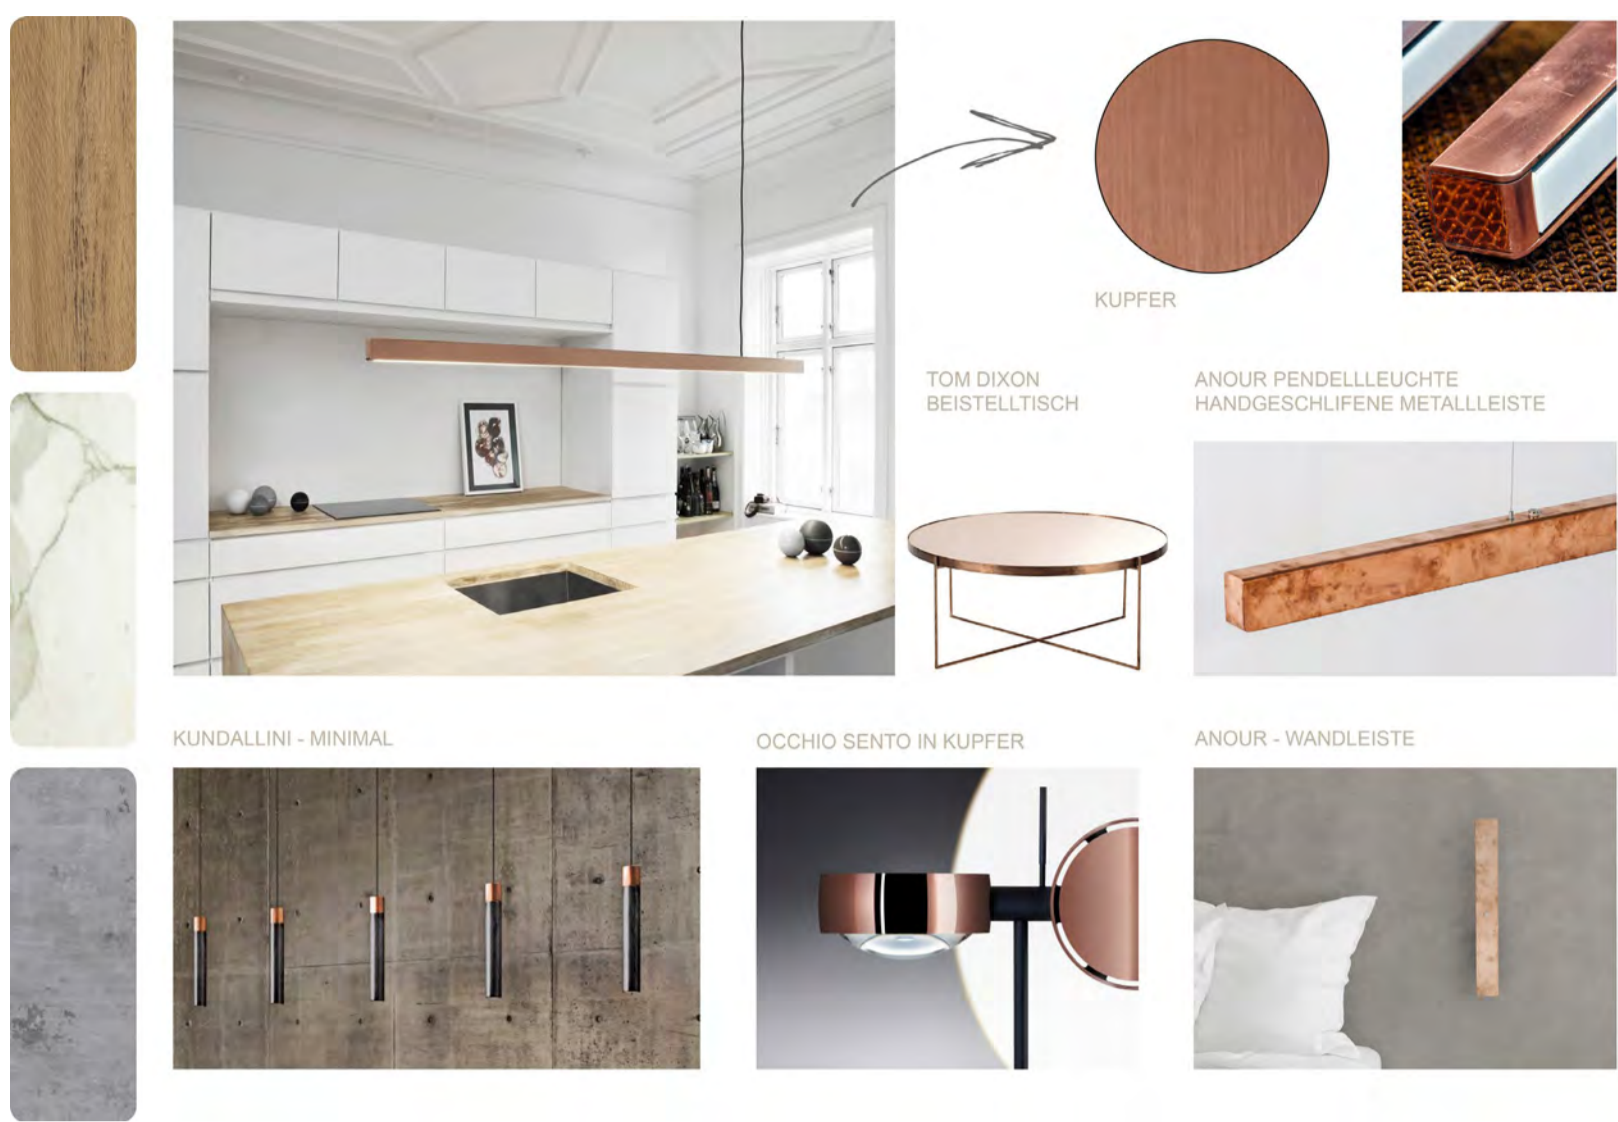 KUPFER
TOM DIXON
BEISTELLTISCH
ANOUR PENDELLLEUCHTE
HANDGESCHLIFENE METALLLEISTE
KUNDALLINI - MINIMAL
OCCHIO SENTO IN KUPFER
ANOUR - WANDLEISTE